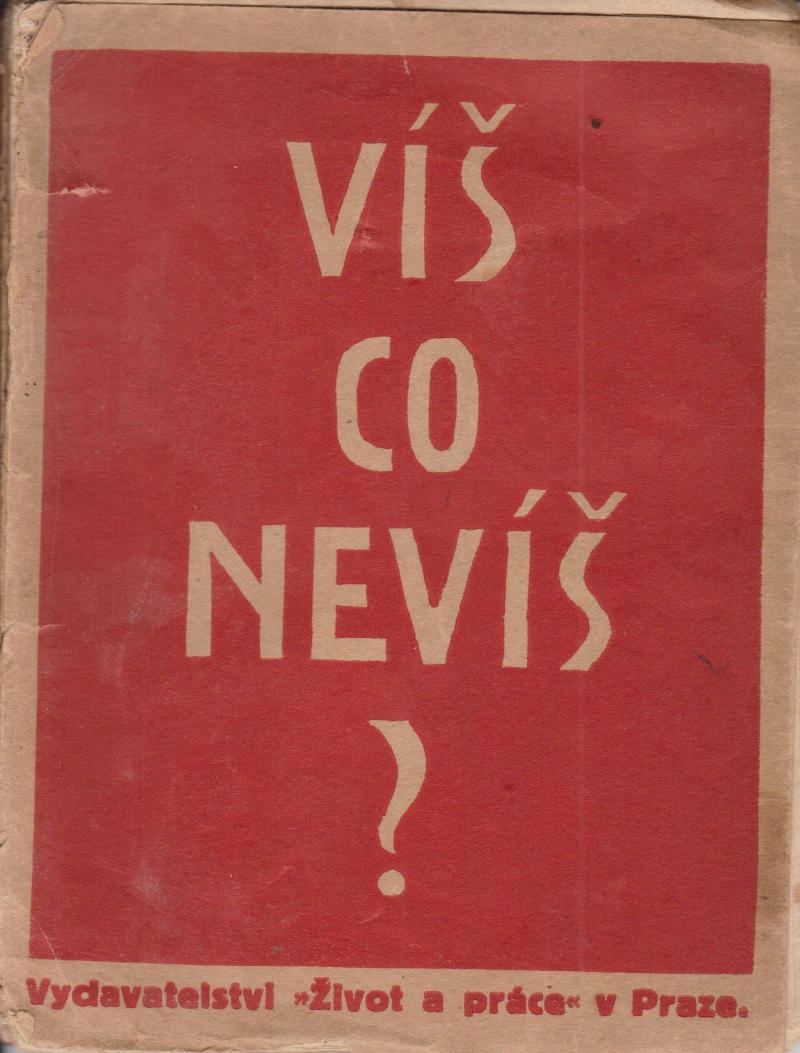 VÍŠ
CO
NEVÍŠ
?
Vydavatelství »Život a práce« v Praze.